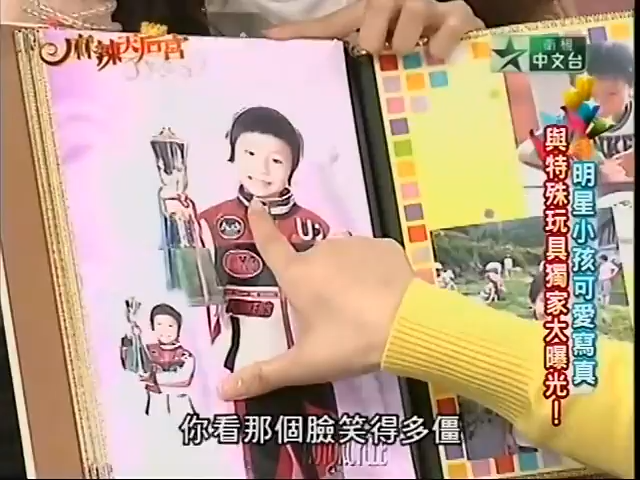 麻辣天后宮
衛視
中文台
明星小孩可愛寫真
與特殊玩具獨家大曝光！
你看那個臉笑得多僵